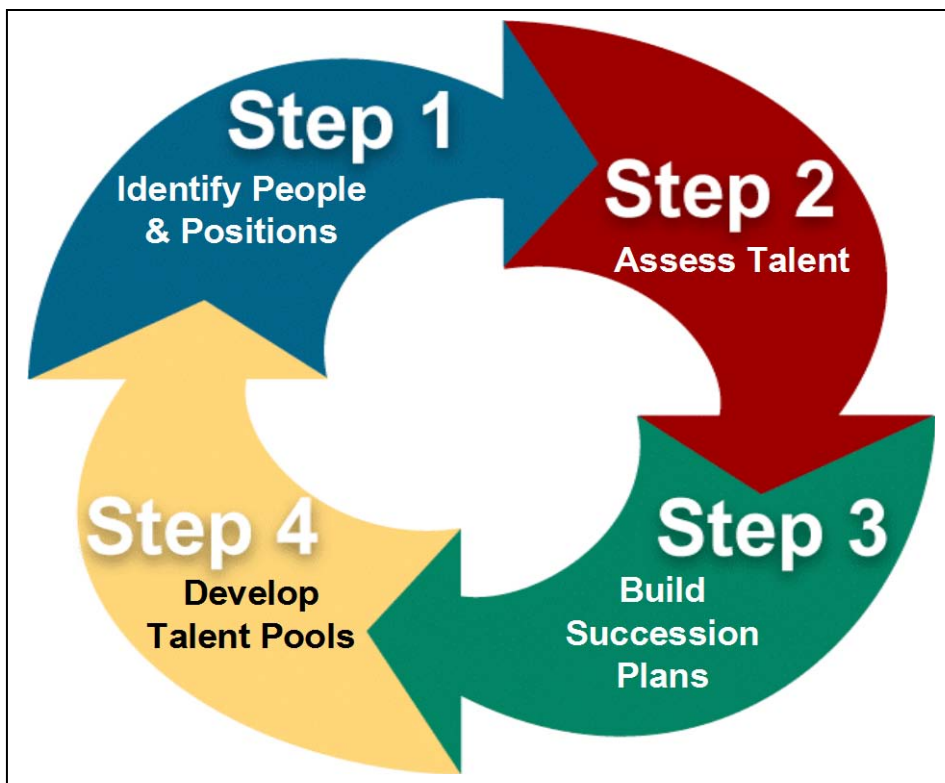 Step 1
Identify People
& Positions
Step 2
Assess Talent
Step 3
Build
Succession
Plans
Step 4
Develop
Talent Pools